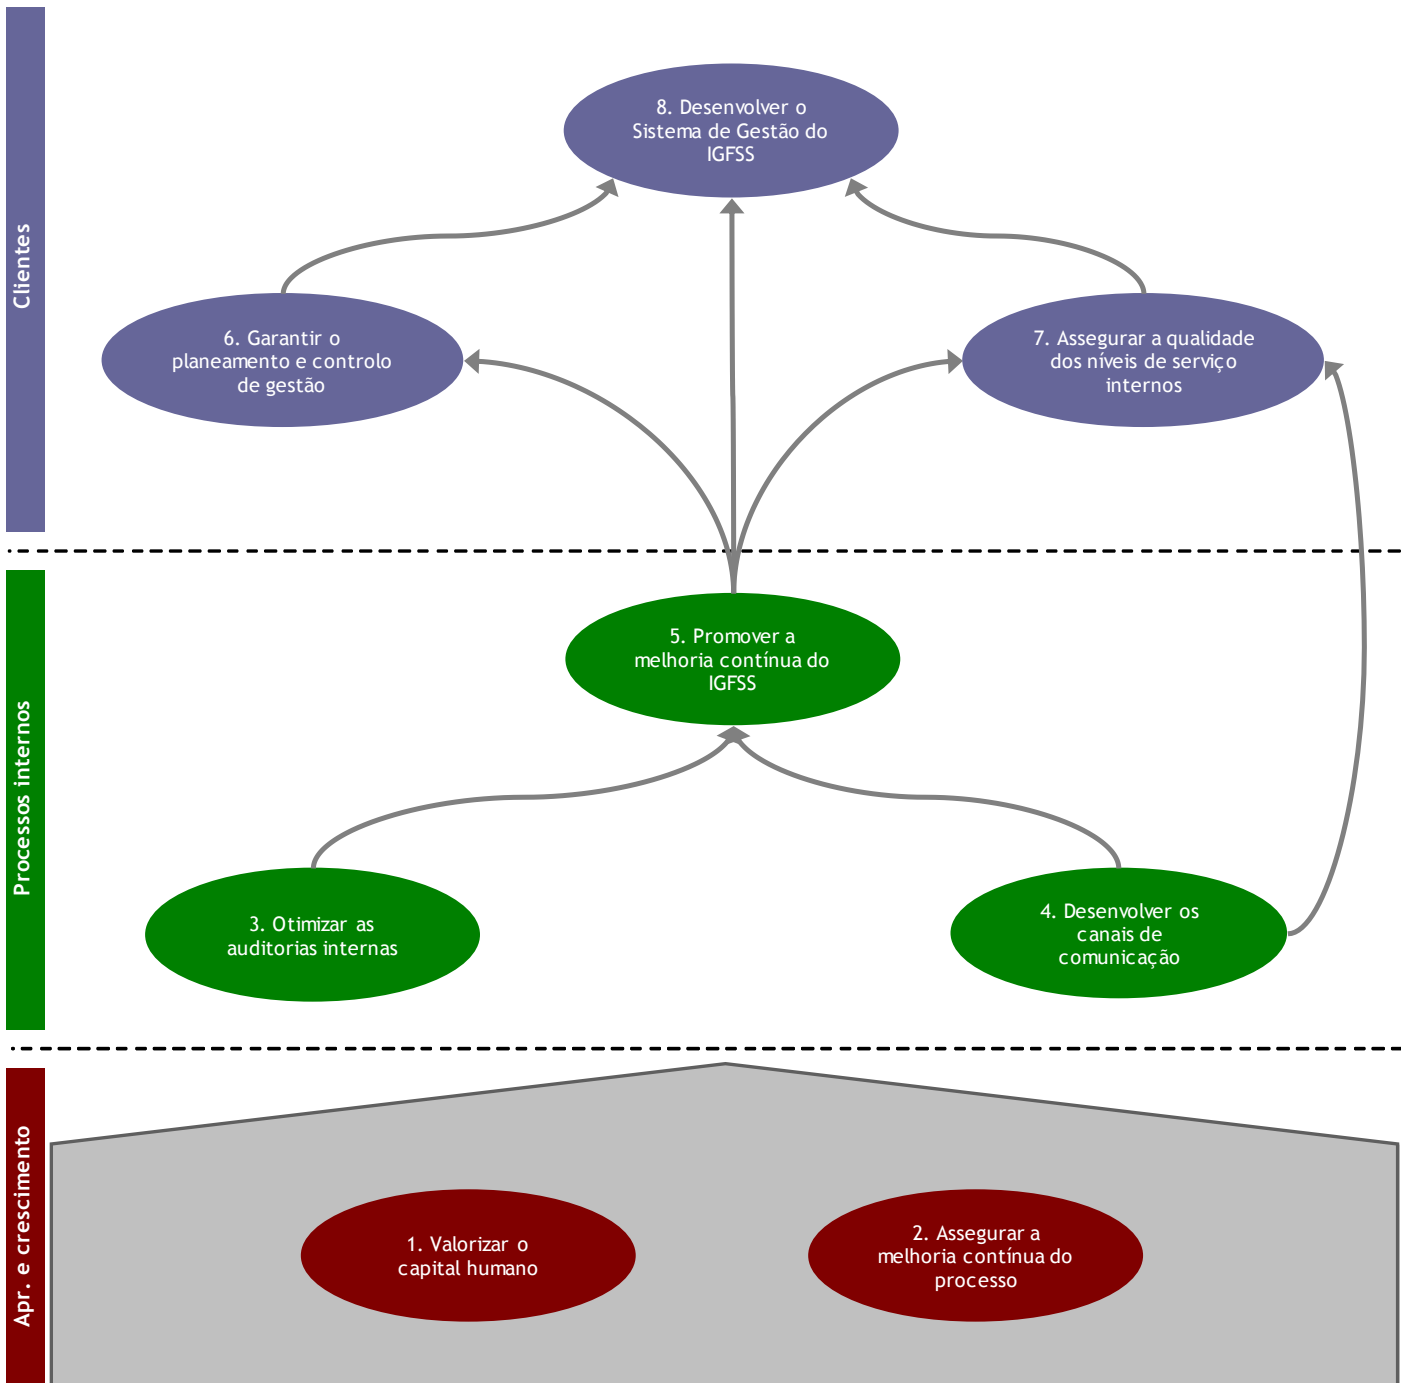 Clientes
8. Desenvolver o
Sistema de Gestão do
IGFSS
6. Garantir o
planeamento e controlo
de gestão
7. Assegurar a qualidade
dos níveis de serviço
internos
Processos internos
5. Promover a
melhoria contínua do
IGFSS
3. Otimizar as
auditorias internas
4. Desenvolver os
canais de
comunicação
Apr. e crescimento
1. Valorizar o
capital humano
2. Assegurar a
melhoria contínua do
processo